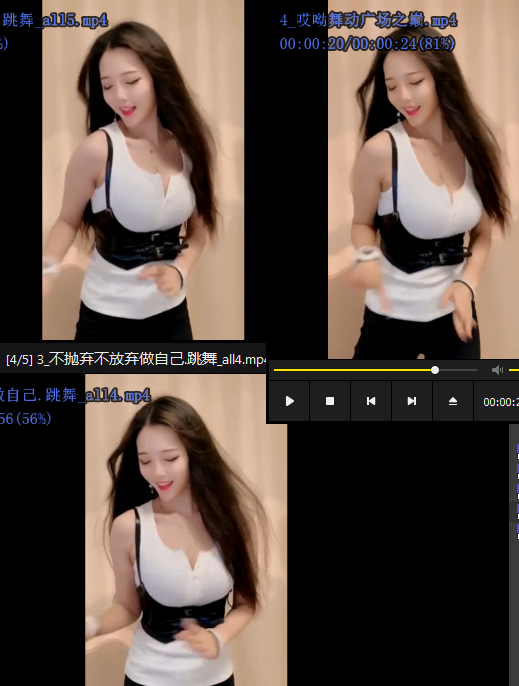 跳舞_all5.mp4
%)
4_哎呦舞动广场之巅.mp4
00:00:20/00:00:24(81%)
[4/5] 3_不抛弃不放弃做自己.跳舞_all4.mp4
00:00:2
做自己.跳舞_all4.mp4
56(56%)